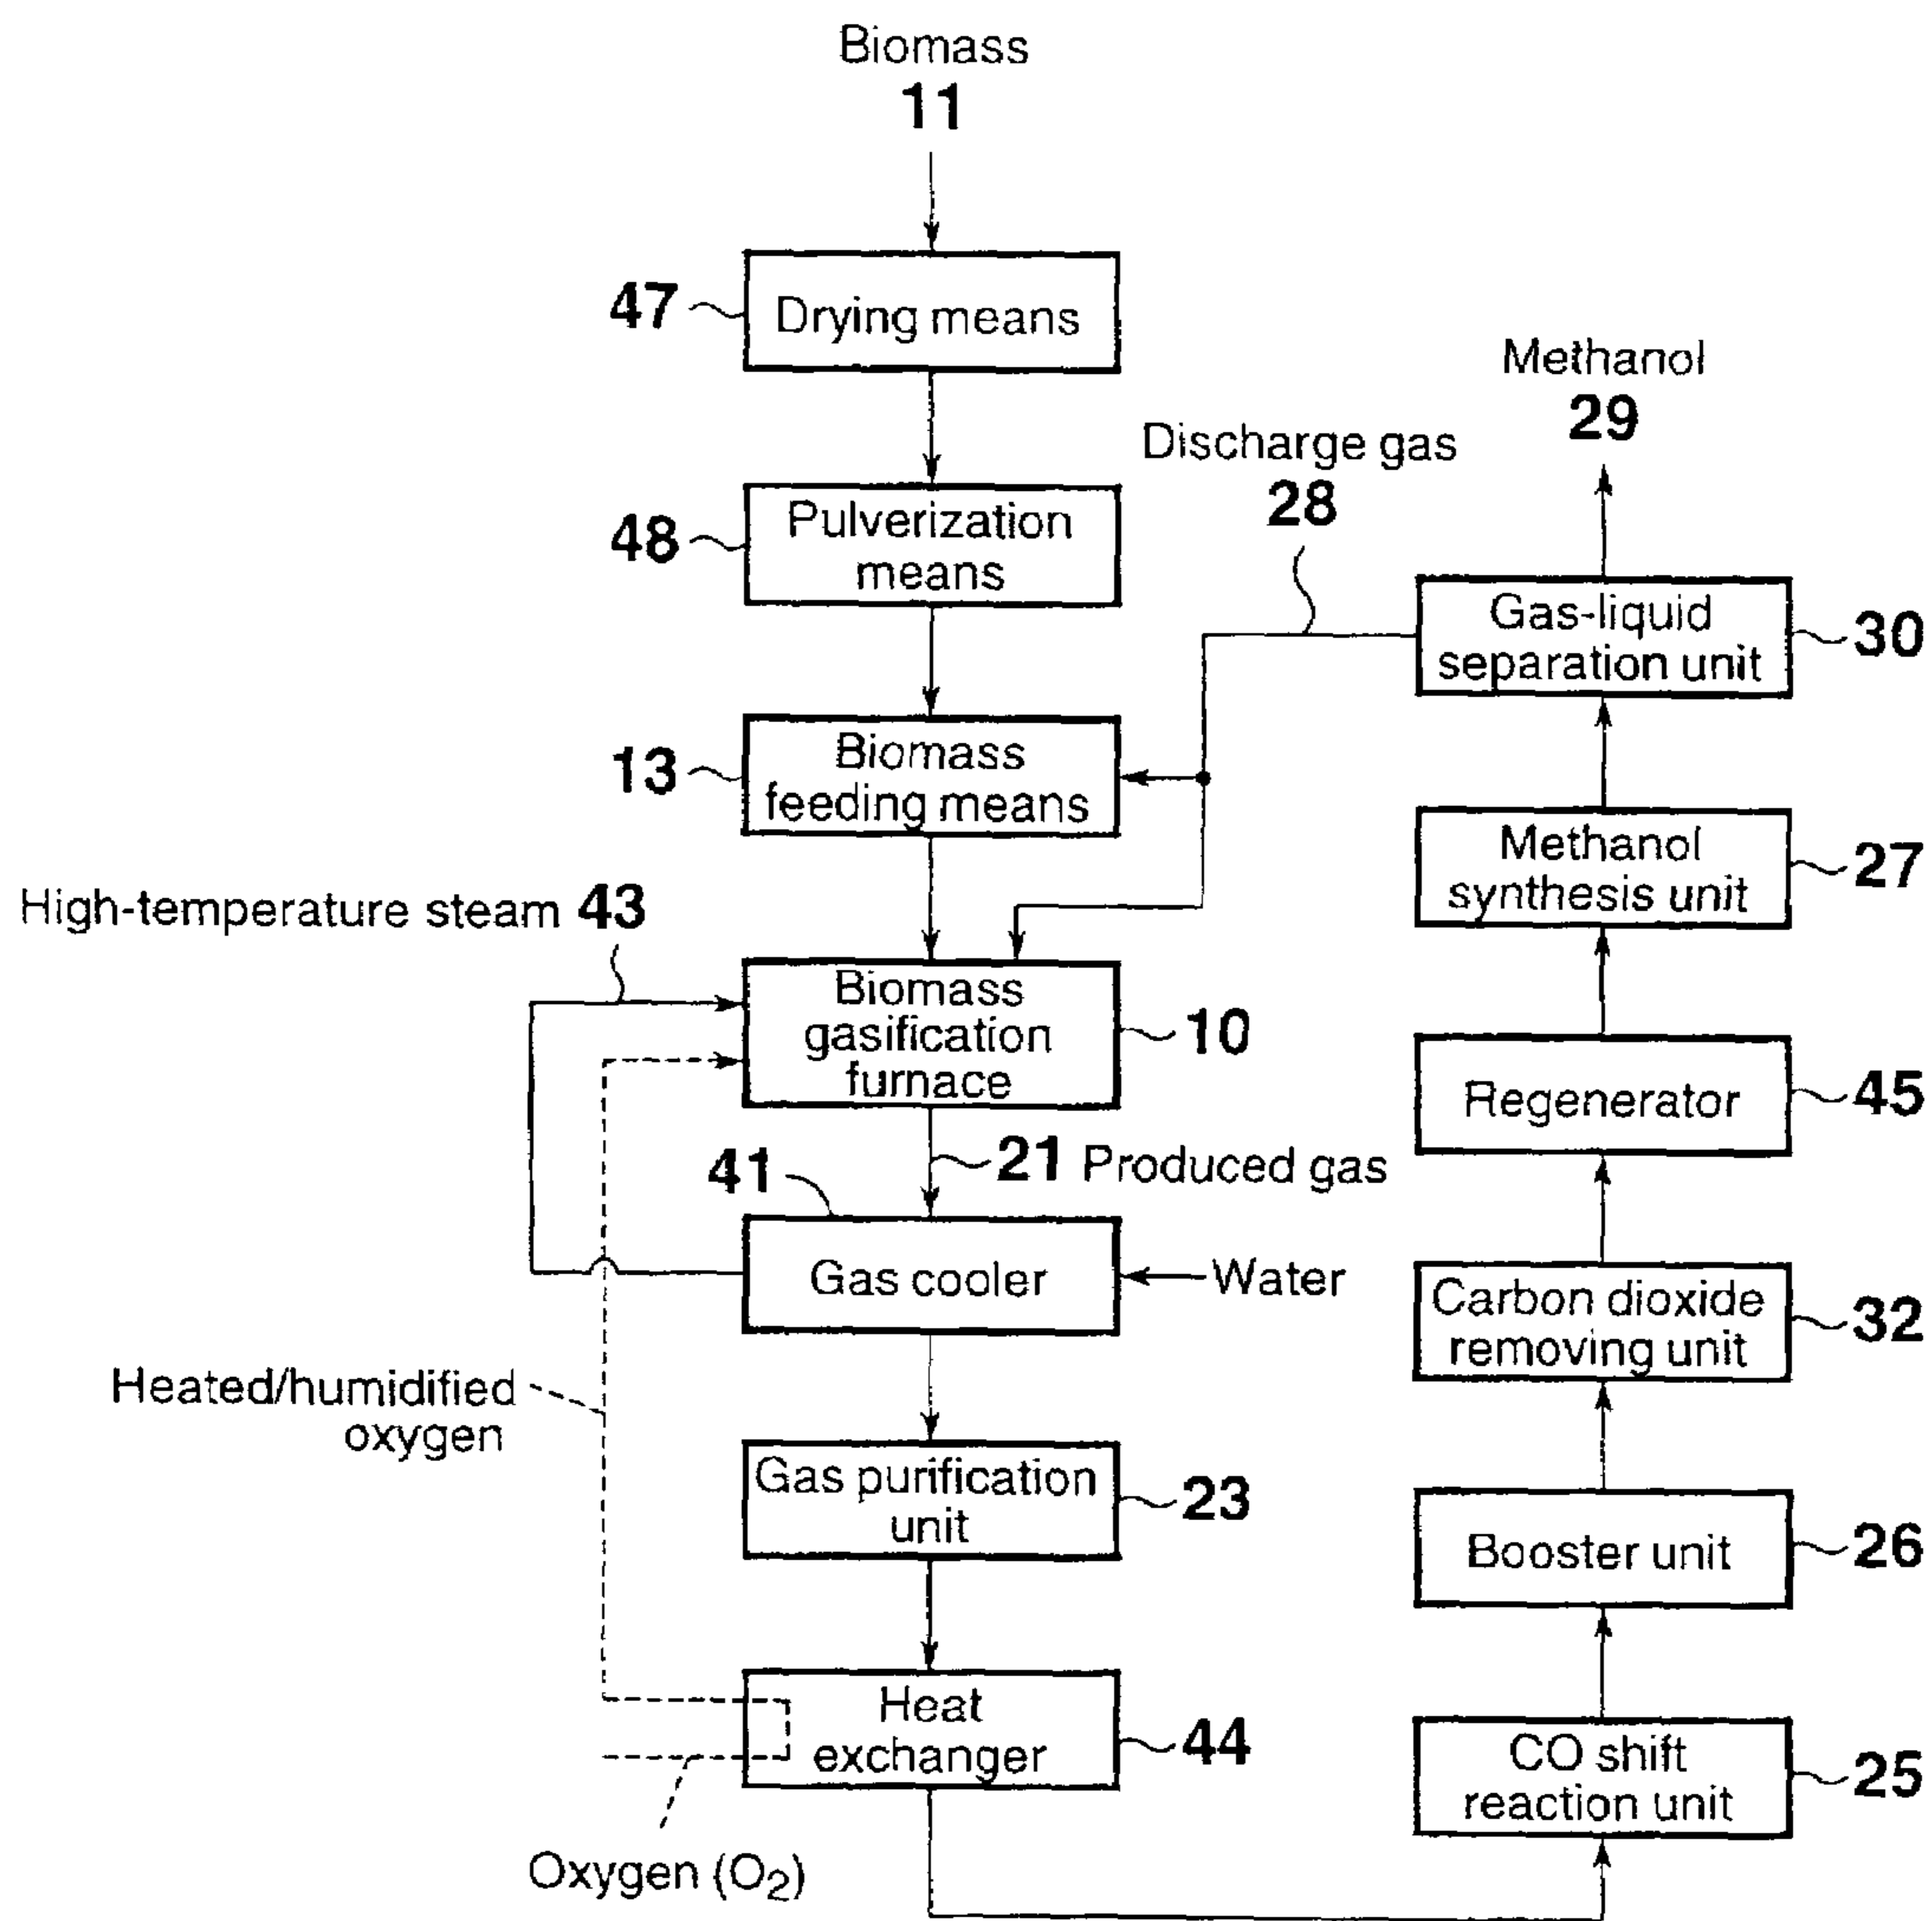 Biomass
11
47
Drying means
48
Pulverization
means
13
Biomass
feeding means
High-temperature steam 43
Biomass
gasification
furnace
10
21 Produced gas
41
Gas cooler
Water
Heated/humidified
oxygen
Gas purification
unit
23
Heat
exchanger
44
Oxygen (O2)
Methanol
29
Discharge gas
28
Gas-liquid
separation unit
30
Methanol
synthesis unit
27
Regenerator
45
Carbon dioxide
removing unit
32
Booster unit
26
CO shift
reaction unit
25